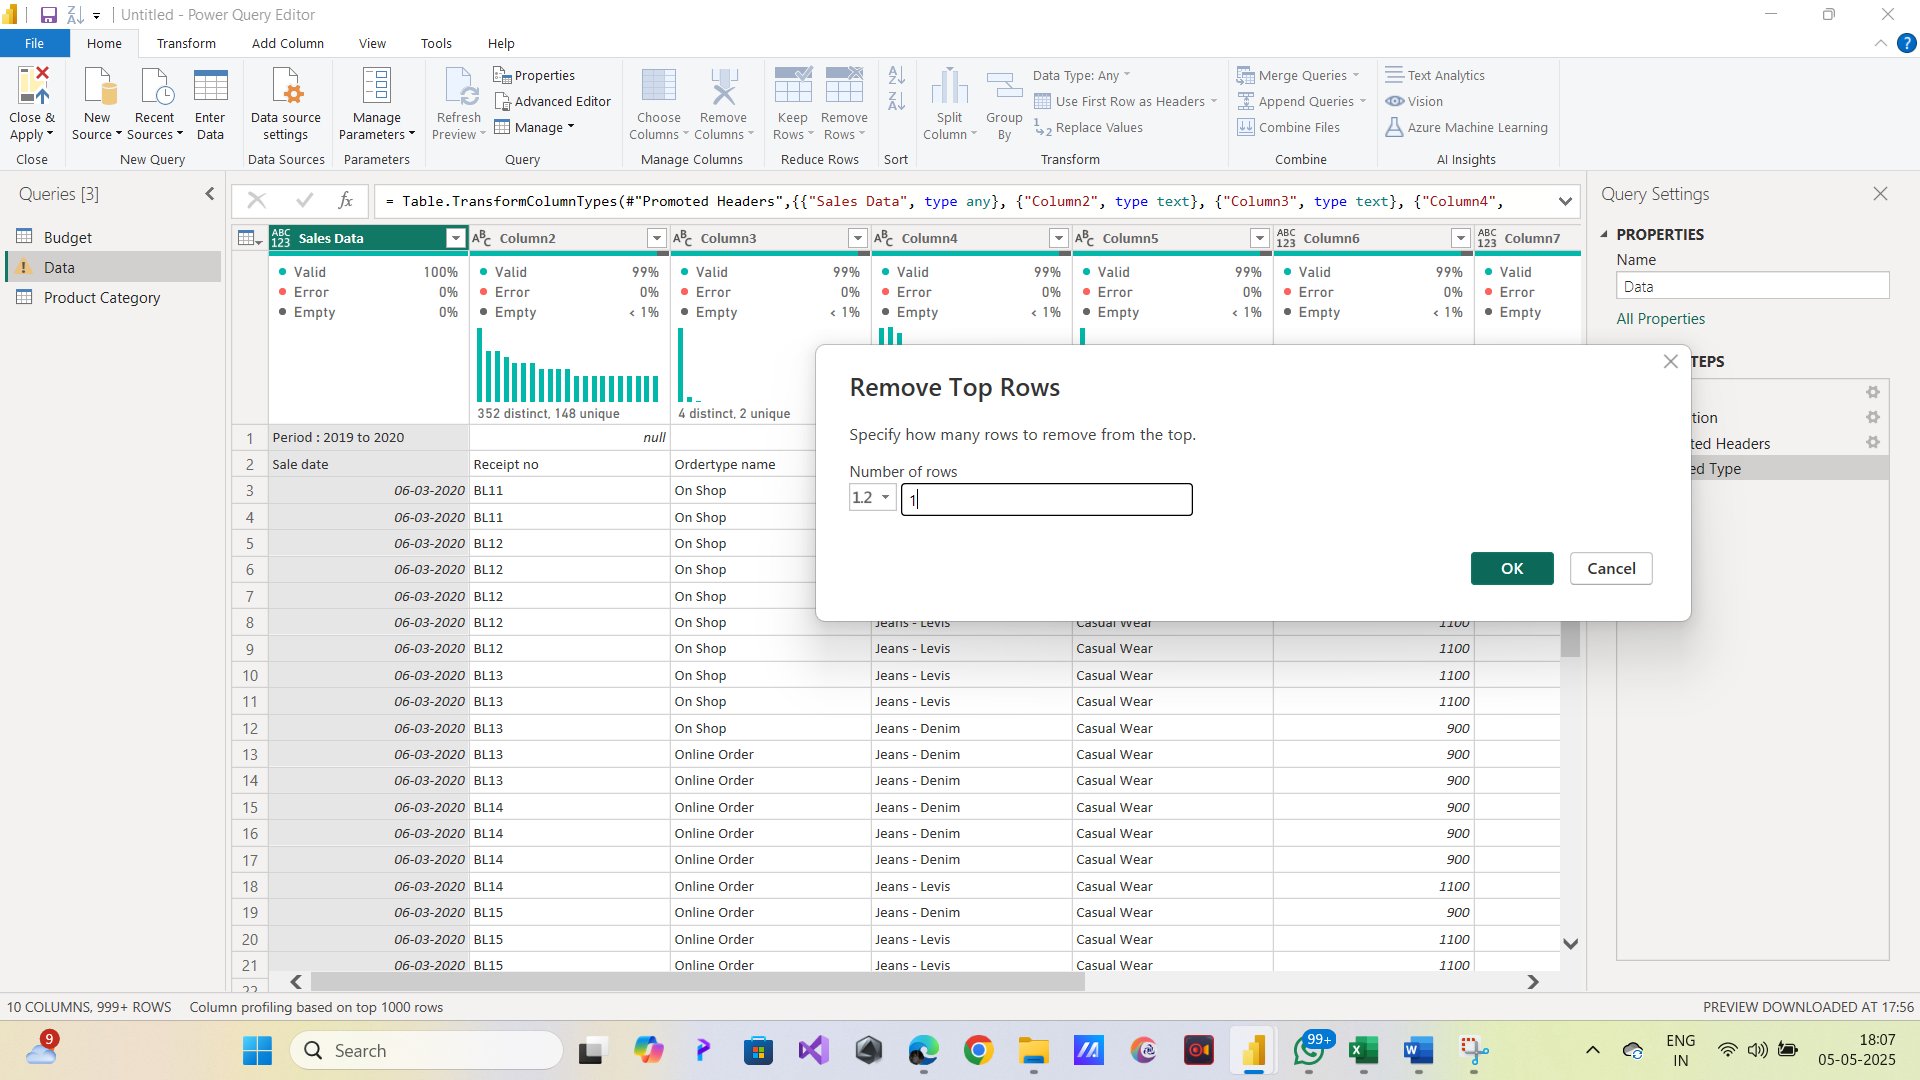 Untitled - Power Query Editor
File Home Transform Add Column View Tools Help
Close & Apply
Close
New Source
Recent Sources
Enter Data
New Query
Data source settings
Data Sources
Manage Parameters
Parameters
Refresh Preview
Properties
Advanced Editor
Manage
Query
Choose Columns
Remove Columns
Manage Columns
Keep Rows
Remove Rows
Reduce Rows
Sort
Split Column
Group By
Data Type: Any
Use First Row as Headers
Replace Values
Transform
Merge Queries
Append Queries
Combine Files
Combine
Text Analytics
Vision
Azure Machine Learning
AI Insights
Queries [3]
Budget
Data
Product Category
fx = Table.TransformColumnTypes(#"Promoted Headers",{{"Sales Data", type any}, {"Column2", type text}, {"Column3", type text}, {"Column4",
ABC 123 Sales Data ABC Column2 ABC Column3 ABC Column4 ABC Column5 ABC 123 Column6 ABC 123 Column7
Valid 100% Valid 99% Valid 99% Valid 99% Valid 99% Valid 99% Valid
Error 0% Error 0% Error 0% Error 0% Error 0% Error 0% Error
Empty 0% Empty < 1% Empty < 1% Empty < 1% Empty < 1% Empty < 1% Empty
352 distinct, 148 unique 4 distinct, 2 unique
1 Period : 2019 to 2020 null
2 Sale date Receipt no Ordertype name
3 06-03-2020 BL11 On Shop
4 06-03-2020 BL11 On Shop
5 06-03-2020 BL12 On Shop
6 06-03-2020 BL12 On Shop
7 06-03-2020 BL12 On Shop
8 06-03-2020 BL12 On Shop Jeans - Levis Casual Wear 1100
9 06-03-2020 BL12 On Shop Jeans - Levis Casual Wear 1100
10 06-03-2020 BL13 On Shop Jeans - Levis Casual Wear 1100
11 06-03-2020 BL13 On Shop Jeans - Levis Casual Wear 1100
12 06-03-2020 BL13 On Shop Jeans - Denim Casual Wear 900
13 06-03-2020 BL13 Online Order Jeans - Denim Casual Wear 900
14 06-03-2020 BL13 Online Order Jeans - Denim Casual Wear 900
15 06-03-2020 BL14 Online Order Jeans - Denim Casual Wear 900
16 06-03-2020 BL14 Online Order Jeans - Denim Casual Wear 900
17 06-03-2020 BL14 Online Order Jeans - Denim Casual Wear 900
18 06-03-2020 BL14 Online Order Jeans - Levis Casual Wear 1100
19 06-03-2020 BL15 Online Order Jeans - Denim Casual Wear 900
20 06-03-2020 BL15 Online Order Jeans - Levis Casual Wear 1100
21 06-03-2020 BL15 Online Order Jeans - Levis Casual Wear 1100
22
Remove Top Rows
Specify how many rows to remove from the top.
Number of rows
1.2 1
OK Cancel
Query Settings
PROPERTIES
Name
Data
All Properties
TEPS
tion
ted Headers
ed Type
10 COLUMNS, 999+ ROWS Column profiling based on top 1000 rows PREVIEW DOWNLOADED AT 17:56
9
Search
99+
ENG
IN
18:07
05-05-2025